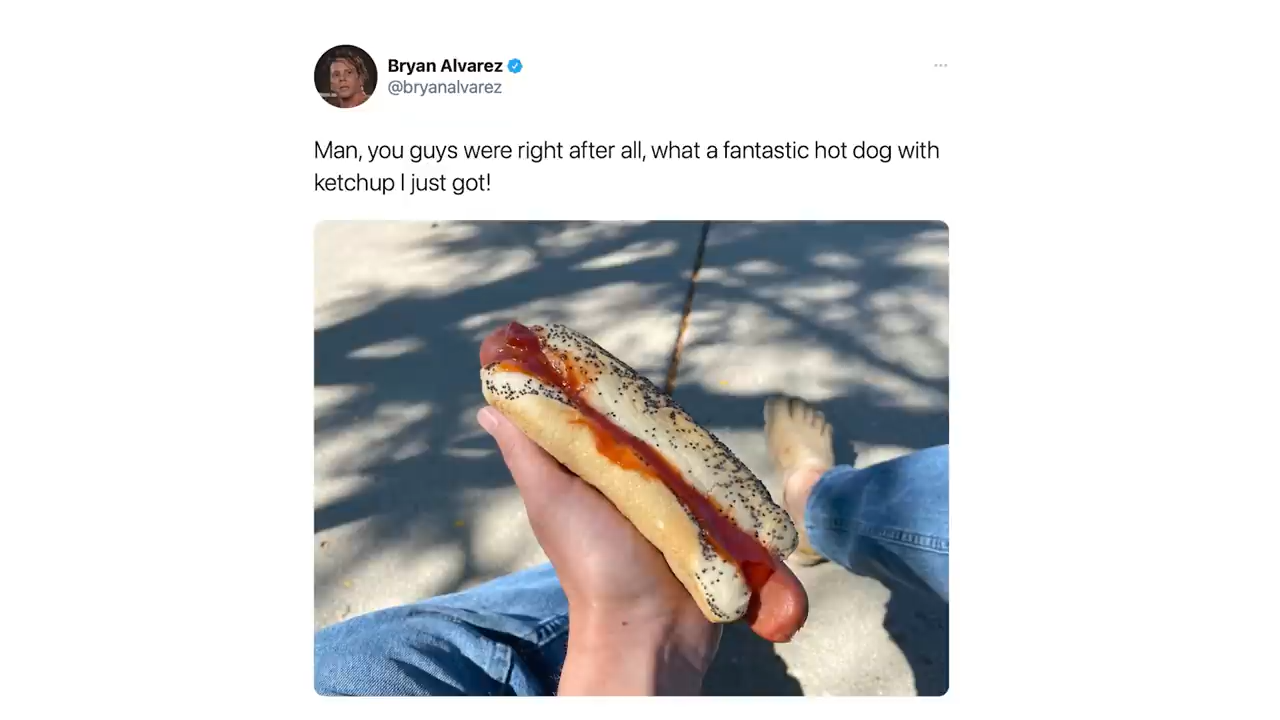 Bryan Alvarez
@bryanalvarez
Man, you guys were right after all, what a fantastic hot dog with
ketchup I just got!